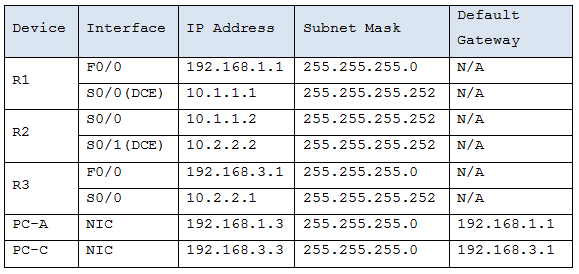 Device Interface IP Address Subnet Mask Default Gateway
R1 F0/0 192.168.1.1 255.255.255.0 N/A
S0/0(DCE) 10.1.1.1 255.255.255.252 N/A
R2 S0/0 10.1.1.2 255.255.255.252 N/A
S0/1(DCE) 10.2.2.2 255.255.255.252 N/A
R3 F0/0 192.168.3.1 255.255.255.0 N/A
S0/0 10.2.2.1 255.255.255.252 N/A
PC-A NIC 192.168.1.3 255.255.255.0 192.168.1.1
PC-C NIC 192.168.3.3 255.255.255.0 192.168.3.1